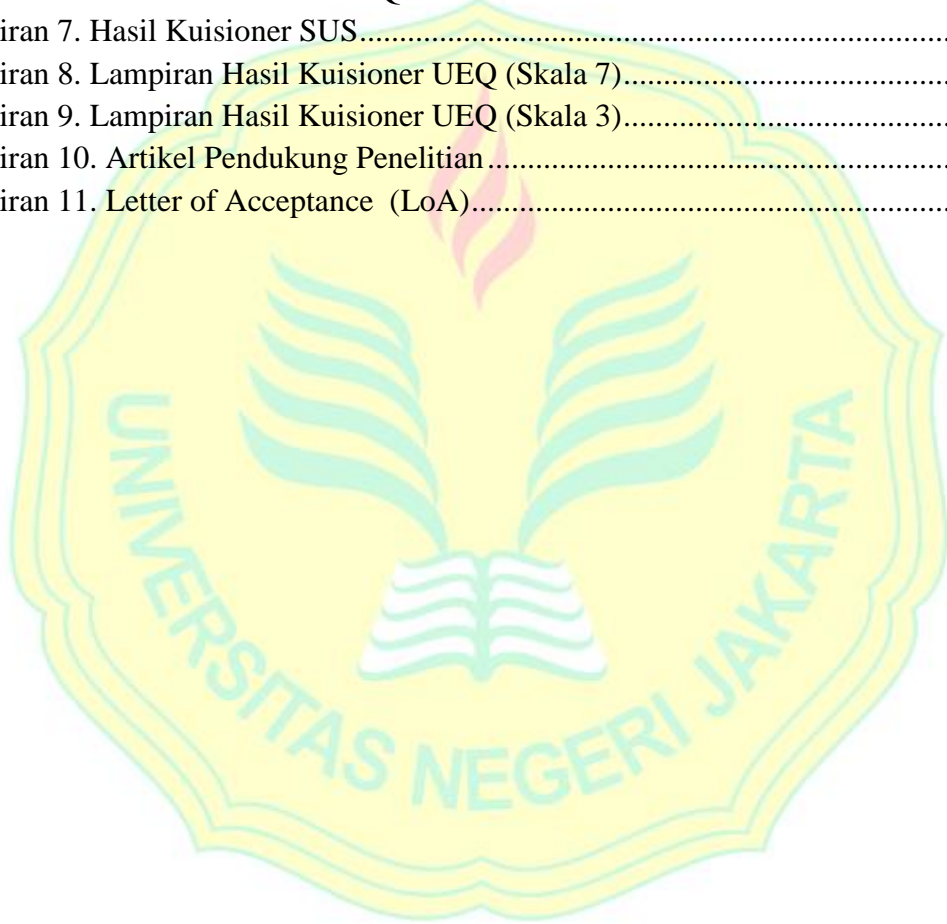 iran 7. Hasil Kuisioner SUS....................................................................
iran 8. Lampiran Hasil Kuisioner UEQ (Skala 7)........................................
iran 9. Lampiran Hasil Kuisioner UEQ (Skala 3)........................................
iran 10. Artikel Pendukung Penelitian........................................................
iran 11. Letter of Acceptance (LoA)..........................................................
UNIVERSITAS NEGERI JAKARTA